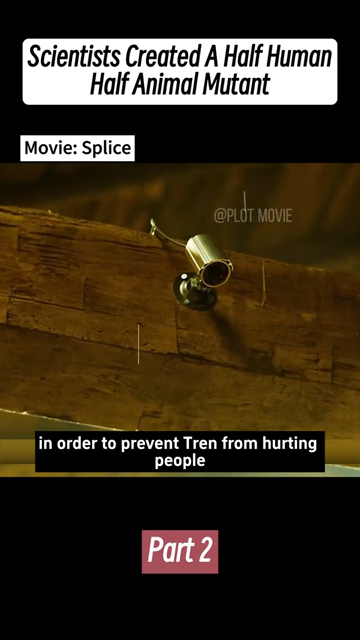 Scientists Created A Half Human
Half Animal Mutant
Movie: Splice
@PLOT MOVIE
in order to prevent Tren from hurting
people
Part 2